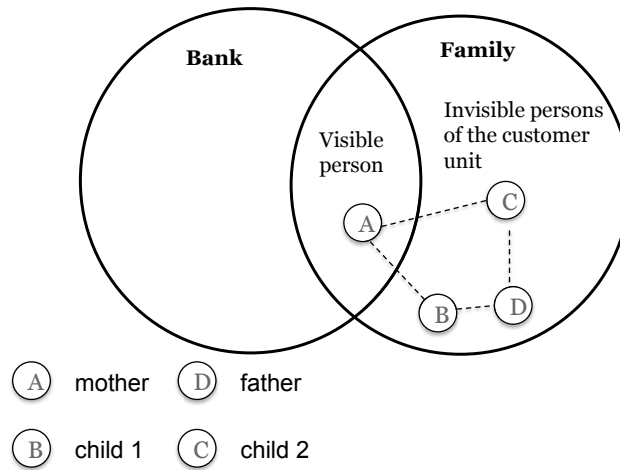 Bank
Family
Invisible persons
of the customer
unit
Visible
person
C
A
B
D
A mother D father
B child 1 C child 2